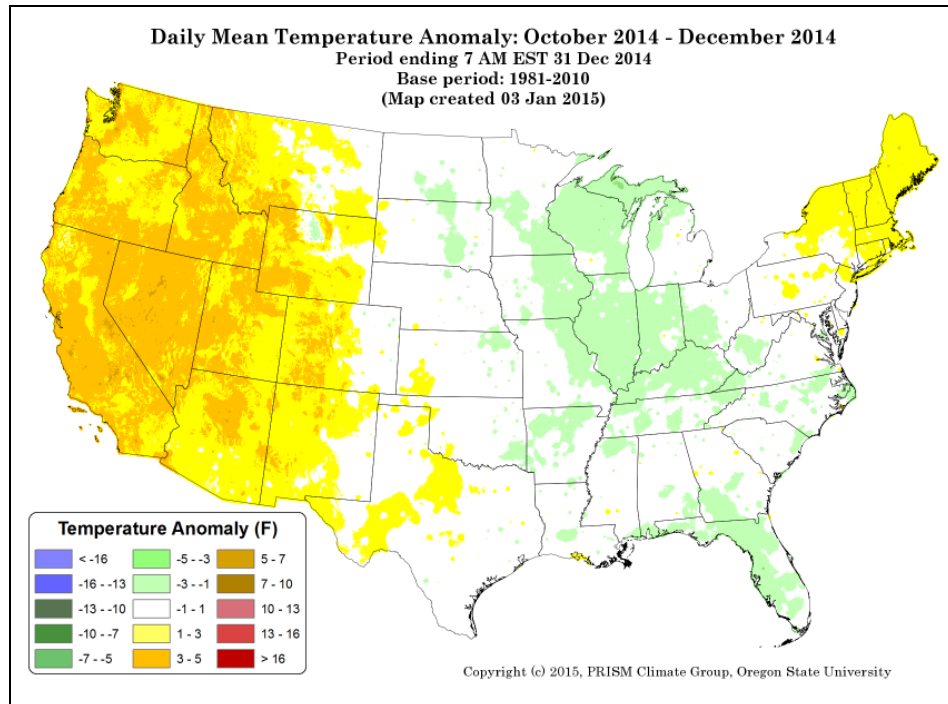 Daily Mean Temperature Anomaly: October 2014 - December 2014
Period ending 7 AM EST 31 Dec 2014
Base period: 1981-2010
(Map created 03 Jan 2015)
Temperature Anomaly (F)
< -16
-16 - -13
-13 - -10
-10 - -7
-7 - -5
-5 - -3
-3 - -1
-1 - 1
1 - 3
3 - 5
5 - 7
7 - 10
10 - 13
13 - 16
> 16
Copyright (c) 2015, PRISM Climate Group, Oregon State University